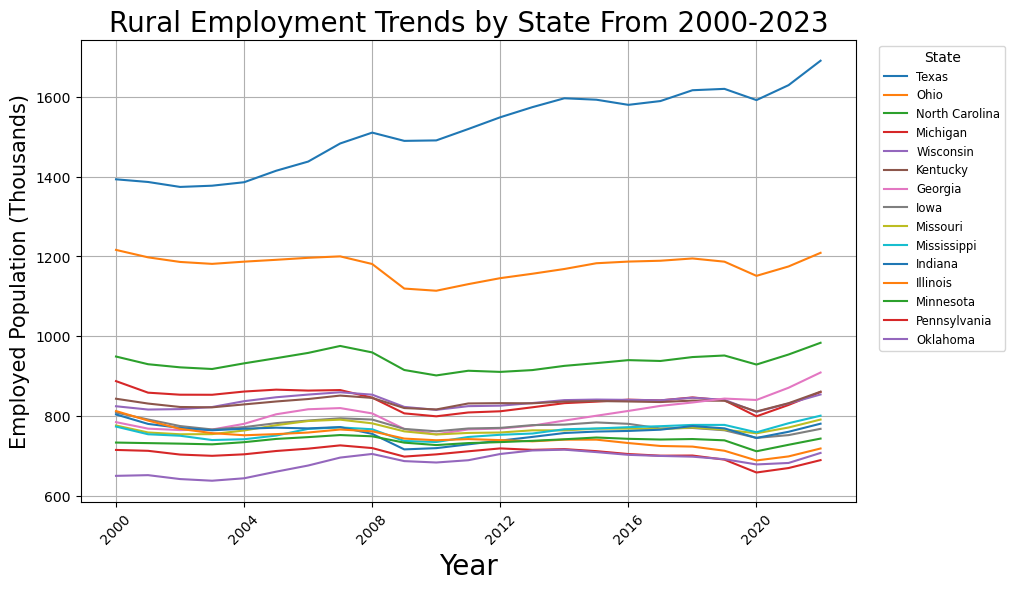 Rural Employment Trends by State From 2000-2023
Employed Population (Thousands)
1600
1400
1200
1000
800
600
2000
2004
2008
2012
2016
2020
Year
State
Texas
Ohio
North Carolina
Michigan
Wisconsin
Kentucky
Georgia
Iowa
Missouri
Mississippi
Indiana
Illinois
Minnesota
Pennsylvania
Oklahoma